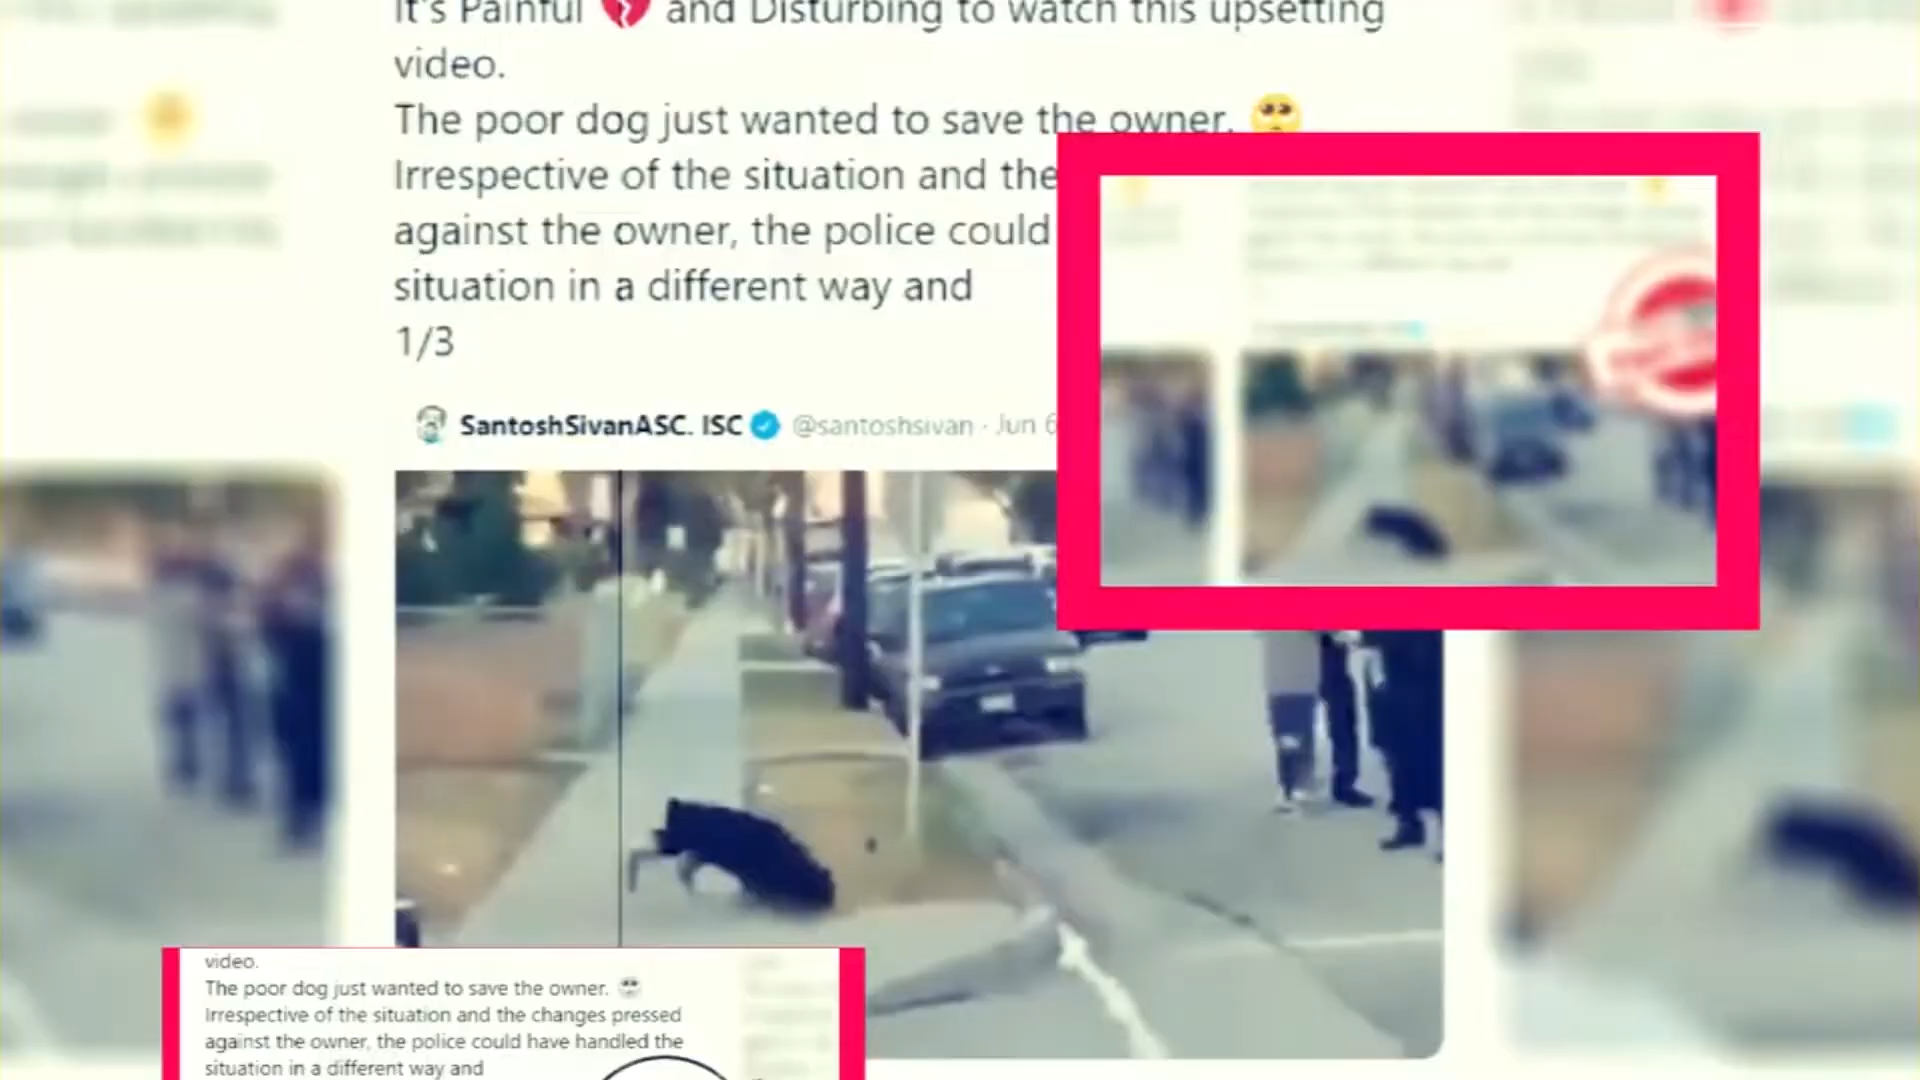 It's Painful 💔 and Disturbing to watch this upsetting
video.
The poor dog just wanted to save the owner. 🥺
Irrespective of the situation and the
against the owner, the police could
situation in a different way and
1/3
SantoshSivanASC. ISC @santoshsivan · Jun 6
video.
The poor dog just wanted to save the owner. 🥺
Irrespective of the situation and the changes pressed
against the owner, the police could have handled the
situation in a different way and